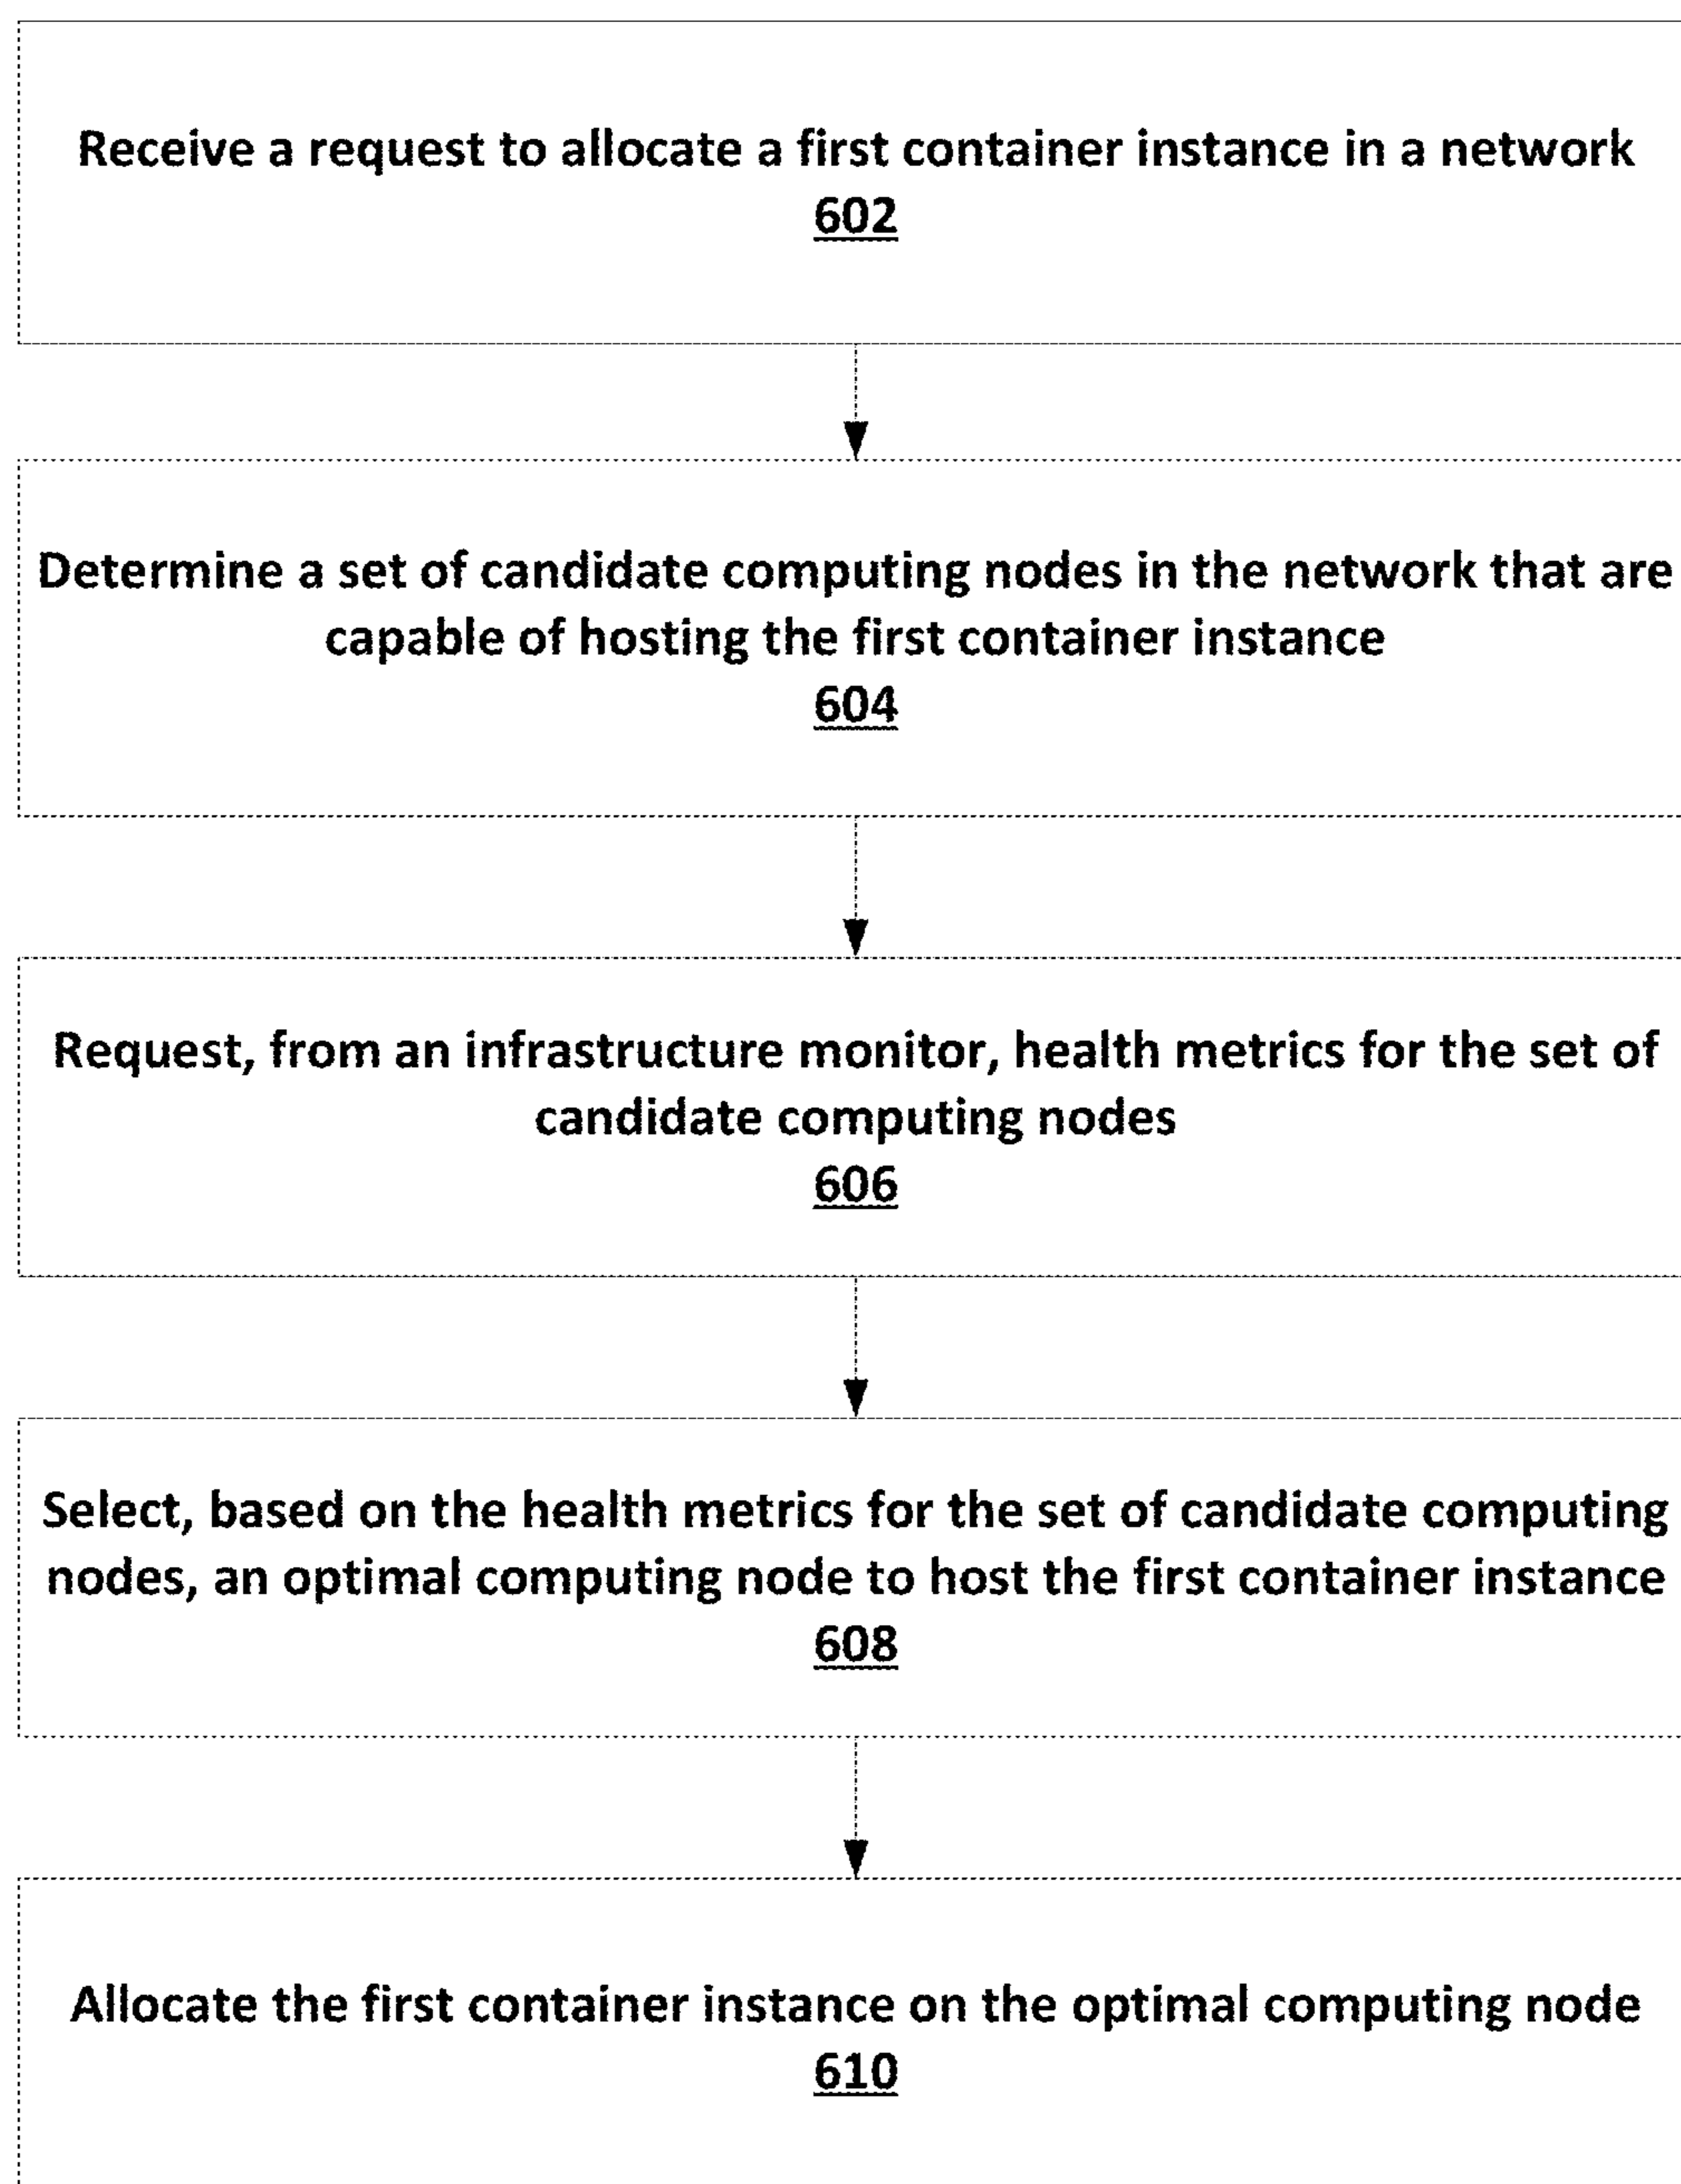 Receive a request to allocate a first container instance in a network
602
Determine a set of candidate computing nodes in the network that are
capable of hosting the first container instance
604
Request, from an infrastructure monitor, health metrics for the set of
candidate computing nodes
606
Select, based on the health metrics for the set of candidate computing
nodes, an optimal computing node to host the first container instance
608
Allocate the first container instance on the optimal computing node
610